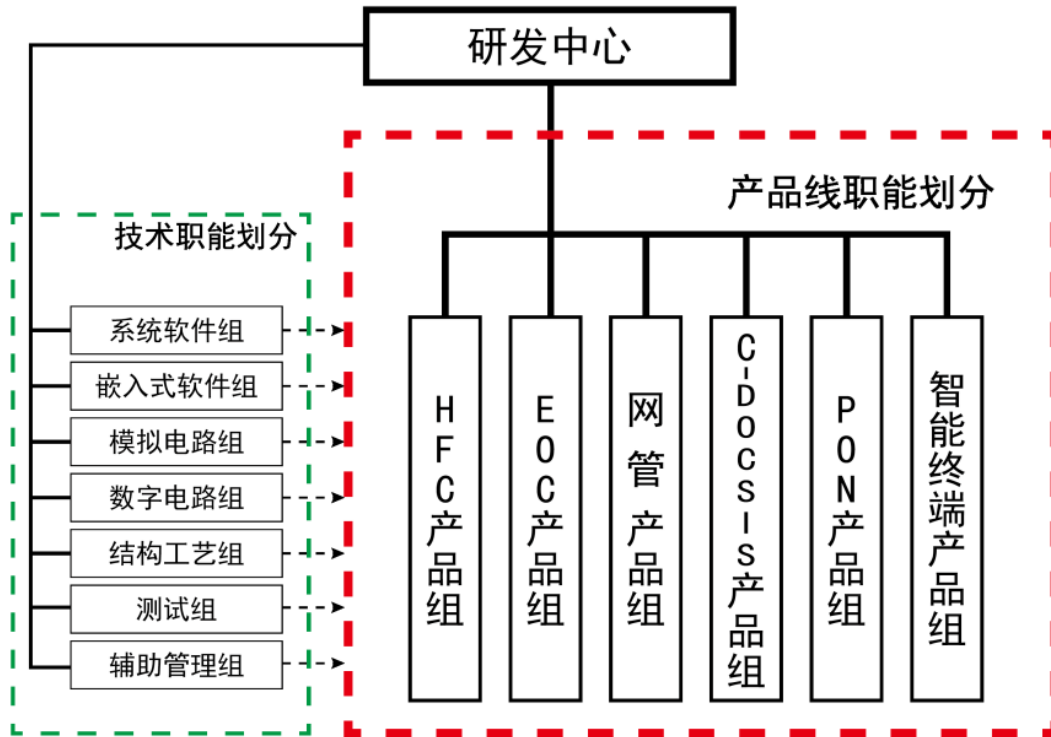 研发中心
产品线职能划分
技术职能划分
系统软件组
嵌入式软件组
模拟电路组
数字电路组
结构工艺组
测试组
辅助管理组
HFC产品组
EOC产品组
网管产品组
C-DOCSIS产品组
PON产品组
智能终端产品组